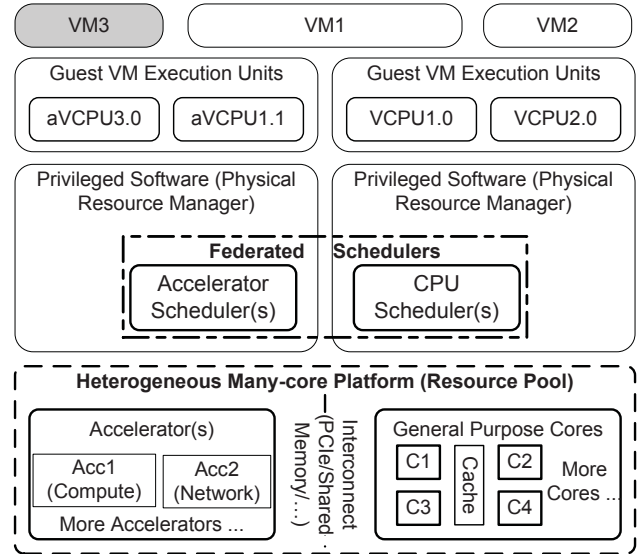 VM3
VM1
VM2
Guest VM Execution Units
aVCPU3.0
aVCPU1.1
Guest VM Execution Units
VCPU1.0
VCPU2.0
Privileged Software (Physical
Resource Manager)
Privileged Software (Physical
Resource Manager)
Federated Schedulers
Accelerator
Scheduler(s)
CPU
Scheduler(s)
Heterogeneous Many-core Platform (Resource Pool)
Accelerator(s)
Acc1
(Compute)
Acc2
(Network)
More Accelerators ...
Interconnect
(PCIe/Shared
Memory/…)
General Purpose Cores
C1
C2
C3
C4
Cache
More
Cores ...